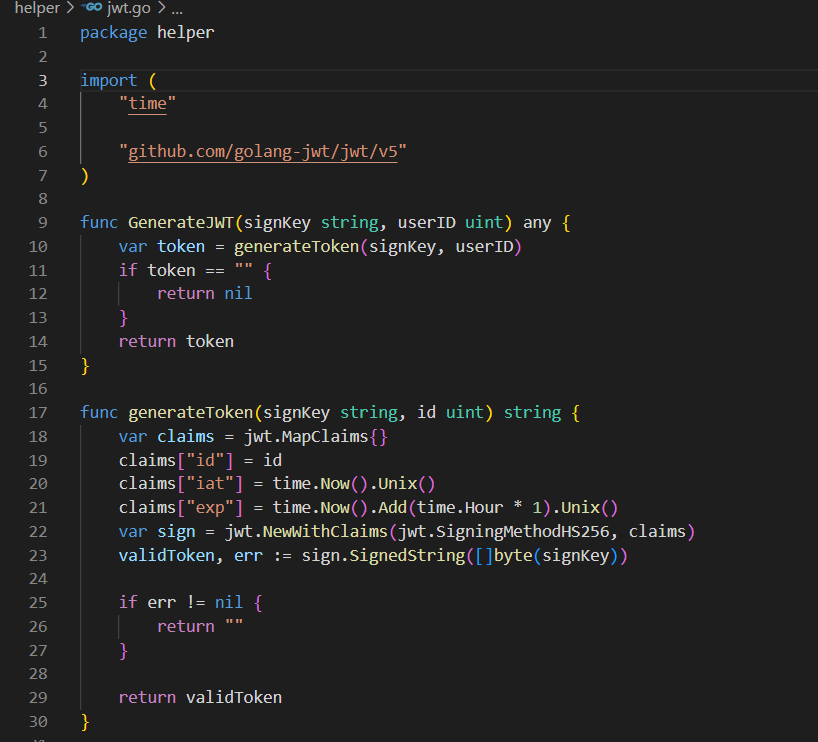 helper > GO jwt.go > ...
1 package helper
2
3 import (
4     "time"
5
6     "github.com/golang-jwt/jwt/v5"
7 )
8
9 func GenerateJWT(signKey string, userID uint) any {
10     var token = generateToken(signKey, userID)
11     if token == "" {
12         return nil
13     }
14     return token
15 }
16
17 func generateToken(signKey string, id uint) string {
18     var claims = jwt.MapClaims{}
19     claims["id"] = id
20     claims["iat"] = time.Now().Unix()
21     claims["exp"] = time.Now().Add(time.Hour * 1).Unix()
22     var sign = jwt.NewWithClaims(jwt.SigningMethodHS256, claims)
23     validToken, err := sign.SignedString([]byte(signKey))
24
25     if err != nil {
26         return ""
27     }
28
29     return validToken
30 }